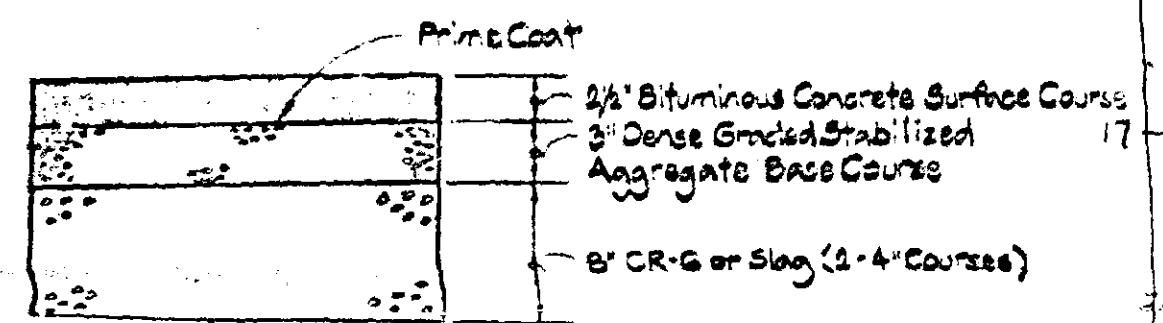 Prime Coat
2½" Bituminous Concrete Surface Course
3" Dense Graded Stabilized
17
Aggregate Base Course
8" CR-6 or Slag (2-4" Courses)